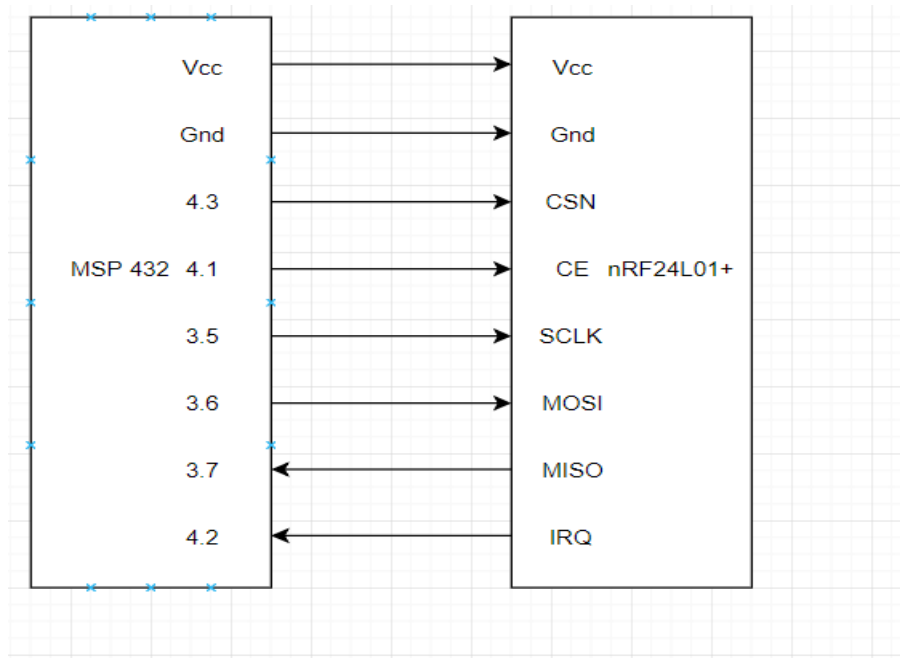 Vcc Vcc
Gnd Gnd
4.3 CSN
MSP 432 4.1 CE nRF24L01+
3.5 SCLK
3.6 MOSI
3.7 MISO
4.2 IRQ